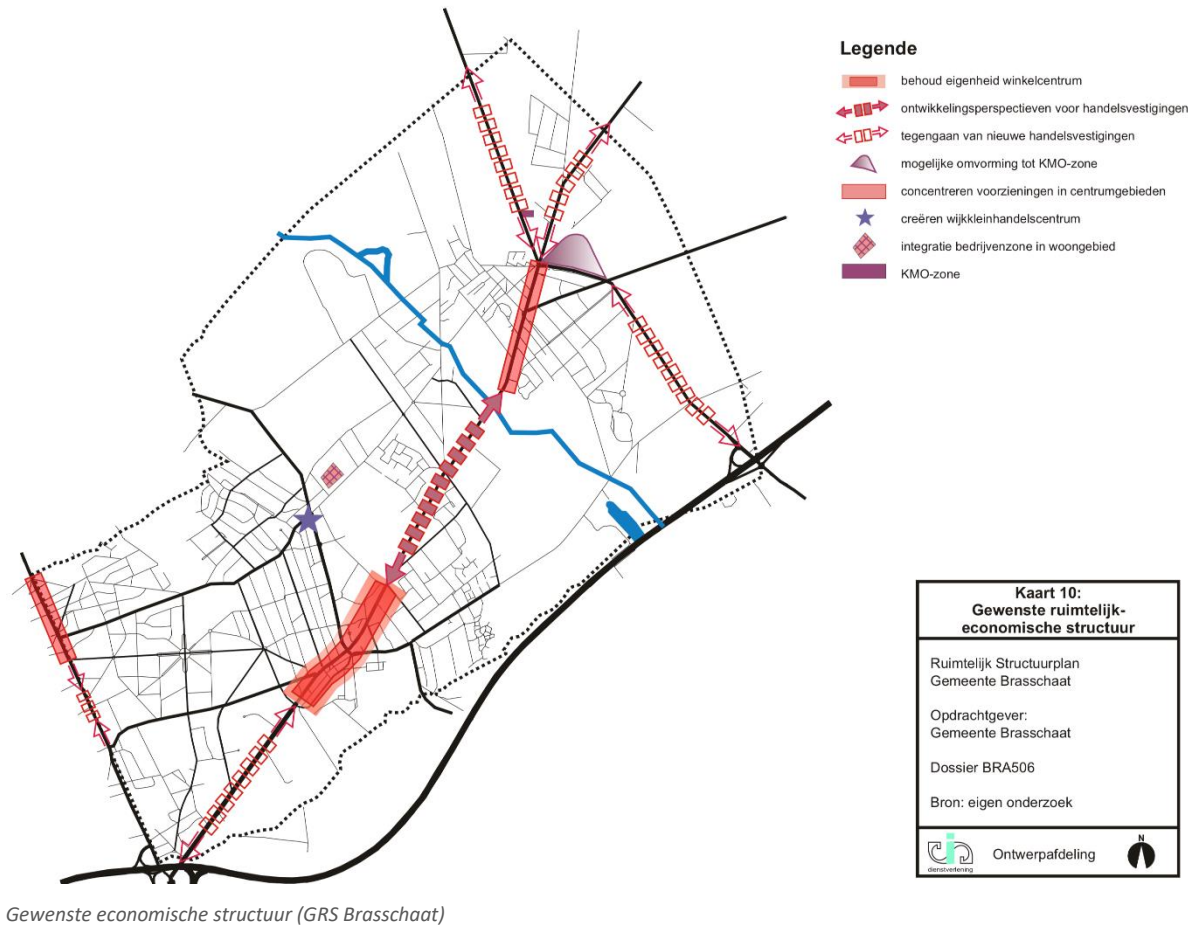 Legende
behoud eigenheid winkelcentrum
ontwikkelingsperspectieven voor handelsvestigingen
tegengaan van nieuwe handelsvestigingen
mogelijke omvorming tot KMO-zone
concentreren voorzieningen in centrumgebieden
creëren wijkkleinhandelscentrum
integratie bedrijvenzone in woongebied
KMO-zone
Kaart 10:
Gewenste ruimtelijk-
economische structuur
Ruimtelijk Structuurplan
Gemeente Brasschaat
Opdrachtgever:
Gemeente Brasschaat
Dossier BRA506
Bron: eigen onderzoek
dienstverlening
Ontwerpafdeling
N
Gewenste economische structuur (GRS Brasschaat)